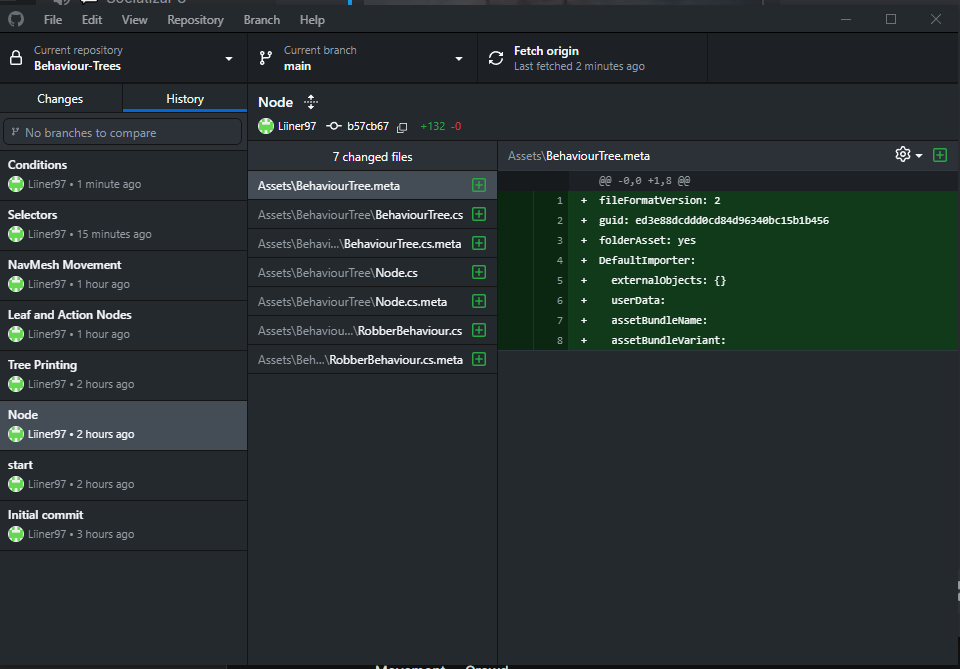 File Edit View Repository Branch Help
Current repository
Behaviour-Trees
Current branch
main
Fetch origin
Last fetched 2 minutes ago
Changes
History
No branches to compare
Conditions
Liiner97 • 1 minute ago
Selectors
Liiner97 • 15 minutes ago
NavMesh Movement
Liiner97 • 1 hour ago
Leaf and Action Nodes
Liiner97 • 1 hour ago
Tree Printing
Liiner97 • 2 hours ago
Node
Liiner97 • 2 hours ago
start
Liiner97 • 2 hours ago
Initial commit
Liiner97 • 3 hours ago
Node
Liiner97 b57cb67 +132 -0
7 changed files
Assets\BehaviourTree.meta
Assets\BehaviourTree\BehaviourTree.cs
Assets\Behavi...\BehaviourTree.cs.meta
Assets\BehaviourTree\Node.cs
Assets\BehaviourTree\Node.cs.meta
Assets\Behaviou...\RobberBehaviour.cs
Assets\Beh...\RobberBehaviour.cs.meta
Assets\BehaviourTree.meta
@@ -0,0 +1,8 @@
1 + fileFormatVersion: 2
2 + guid: ed3e88dcddd0cd84d96340bc15b1b456
3 + folderAsset: yes
4 + DefaultImporter:
5 + externalObjects: {}
6 + userData:
7 + assetBundleName:
8 + assetBundleVariant: